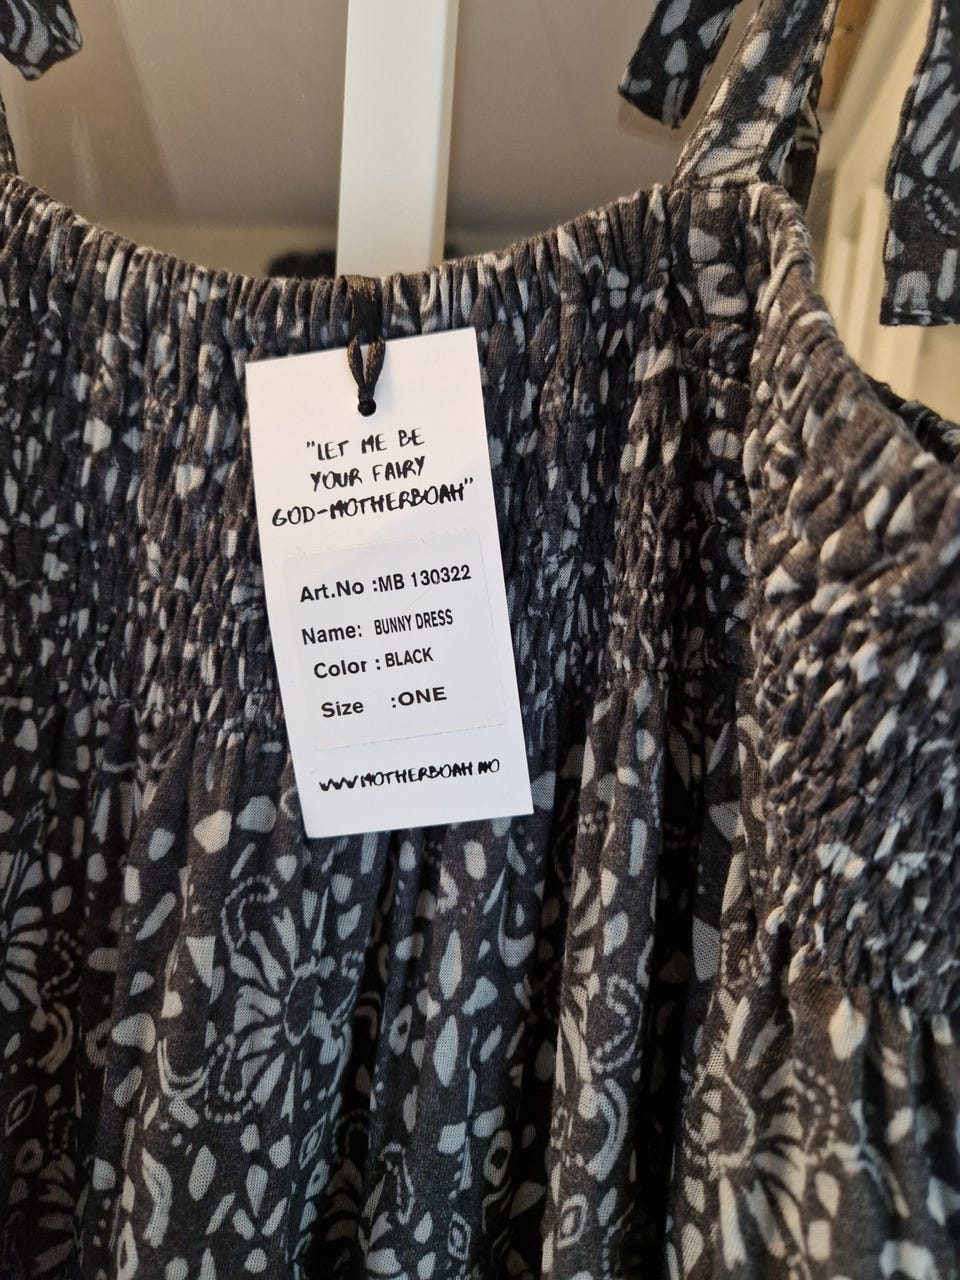 "LET ME BE
YOUR FAIRY
GOD-MOTHERBOAH"
Art.No :MB 130322
Name: BUNNY DRESS
Color : BLACK
Size :ONE
WWW.MOTHERBOAH.NO